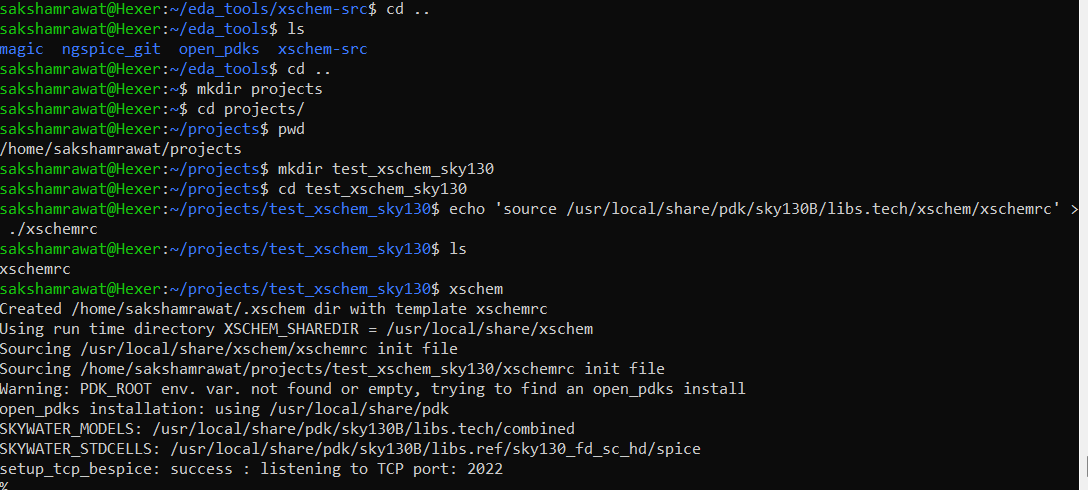 sakshamrawat@Hexer:~/eda_tools/xschem-src$ cd ..
sakshamrawat@Hexer:~/eda_tools$ ls
magic  ngspice_git  open_pdks  xschem-src
sakshamrawat@Hexer:~/eda_tools$ cd ..
sakshamrawat@Hexer:~$ mkdir projects
sakshamrawat@Hexer:~$ cd projects/
sakshamrawat@Hexer:~/projects$ pwd
/home/sakshamrawat/projects
sakshamrawat@Hexer:~/projects$ mkdir test_xschem_sky130
sakshamrawat@Hexer:~/projects$ cd test_xschem_sky130
sakshamrawat@Hexer:~/projects/test_xschem_sky130$ echo 'source /usr/local/share/pdk/sky130B/libs.tech/xschem/xschemrc' >
 ./xschemrc
sakshamrawat@Hexer:~/projects/test_xschem_sky130$ ls
xschemrc
sakshamrawat@Hexer:~/projects/test_xschem_sky130$ xschem
Created /home/sakshamrawat/.xschem dir with template xschemrc
Using run time directory XSCHEM_SHAREDIR = /usr/local/share/xschem
Sourcing /usr/local/share/xschem/xschemrc init file
Sourcing /home/sakshamrawat/projects/test_xschem_sky130/xschemrc init file
Warning: PDK_ROOT env. var. not found or empty, trying to find an open_pdks install
open_pdks installation: using /usr/local/share/pdk
SKYWATER_MODELS: /usr/local/share/pdk/sky130B/libs.tech/combined
SKYWATER_STDCELLS: /usr/local/share/pdk/sky130B/libs.ref/sky130_fd_sc_hd/spice
setup_tcp_bespice: success : listening to TCP port: 2022
%